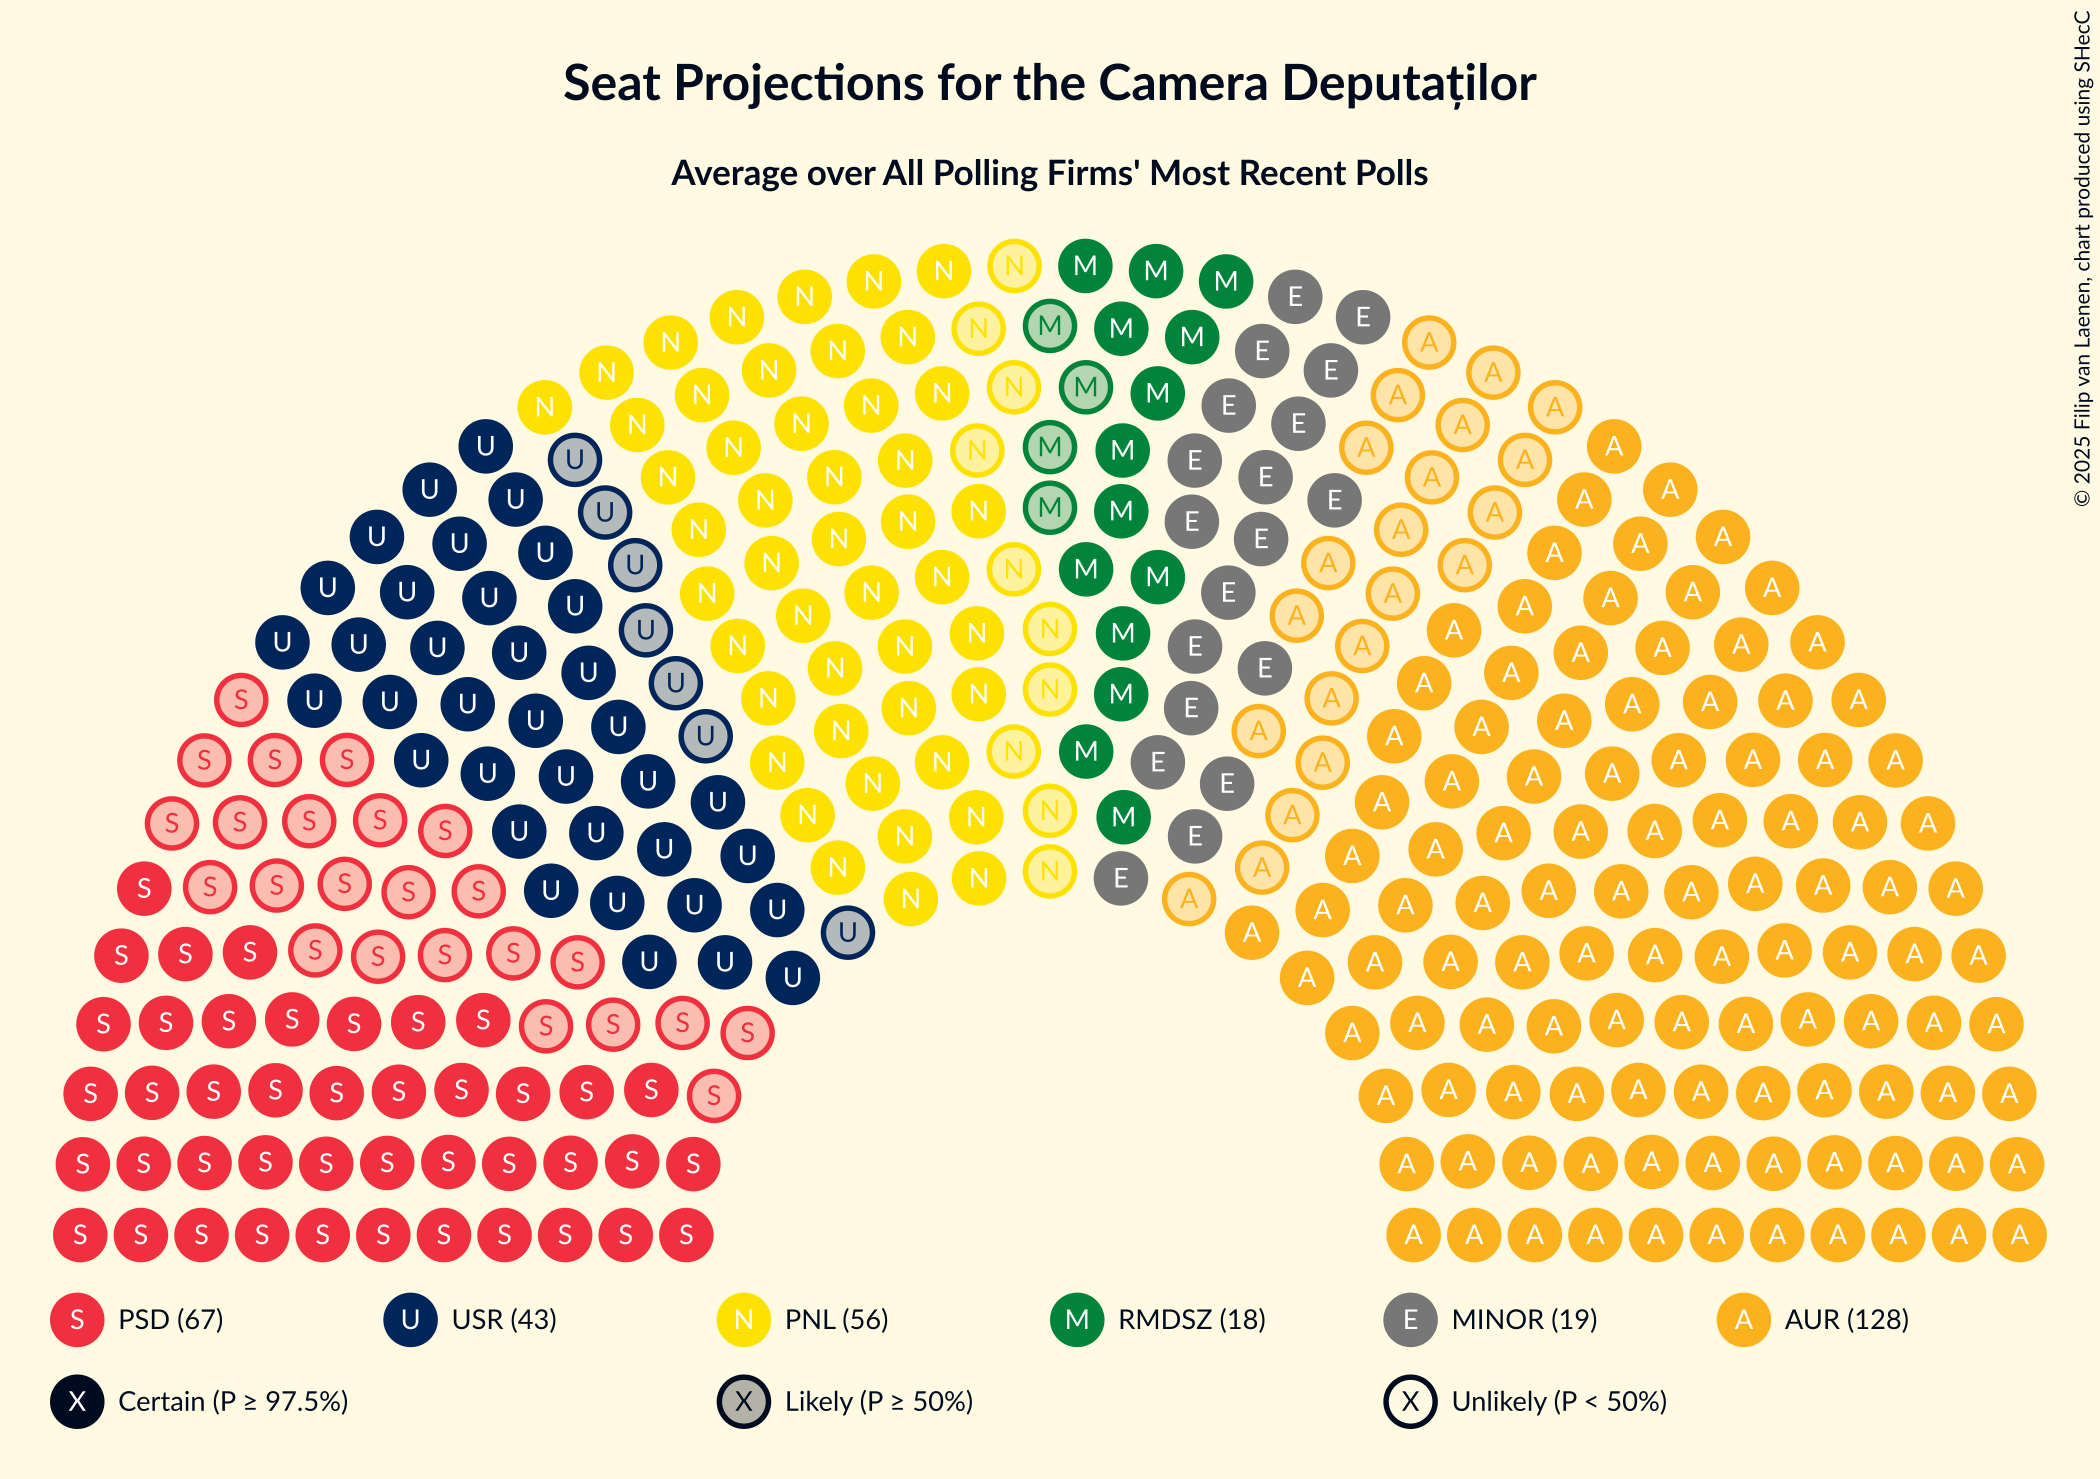 Seat Projections for the Camera Deputaților
Average over All Polling Firms' Most Recent Polls
© 2025 Filip van Laenen, chart produced using SHecC
S PSD (67) U USR (43) N PNL (56) M RMDSZ (18) E MINOR (19) A AUR (128)
X Certain (P ≥ 97.5%) X Likely (P ≥ 50%) X Unlikely (P < 50%)